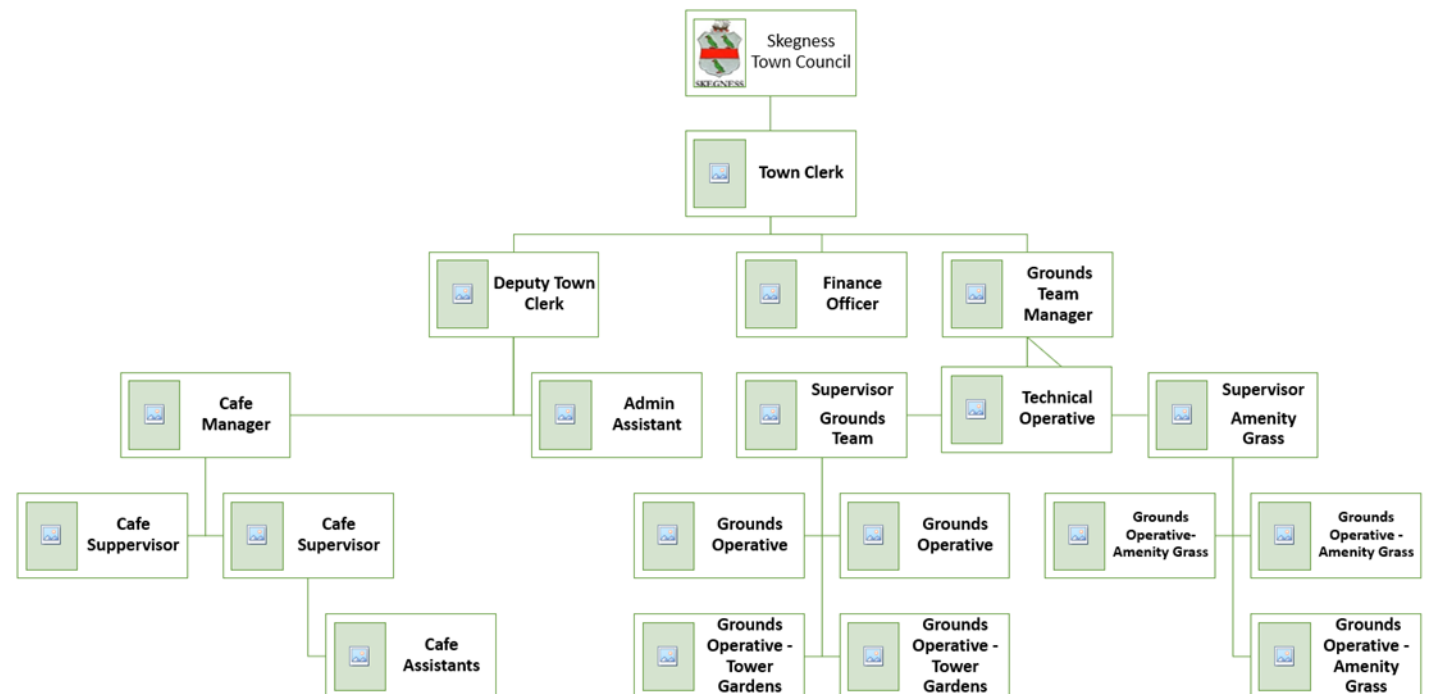 Skegness
Town Council
SKEGNESS
Town Clerk
Deputy Town
Clerk
Finance
Officer
Grounds
Team
Manager
Cafe
Manager
Admin
Assistant
Supervisor
Grounds
Team
Technical
Operative
Supervisor
Amenity
Grass
Cafe
Suppervisor
Cafe
Supervisor
Grounds
Operative
Grounds
Operative
Grounds
Operative-
Amenity Grass
Grounds
Operative -
Amenity Grass
Cafe
Assistants
Grounds
Operative -
Tower
Gardens
Grounds
Operative -
Tower
Gardens
Grounds
Operative -
Amenity
Grass